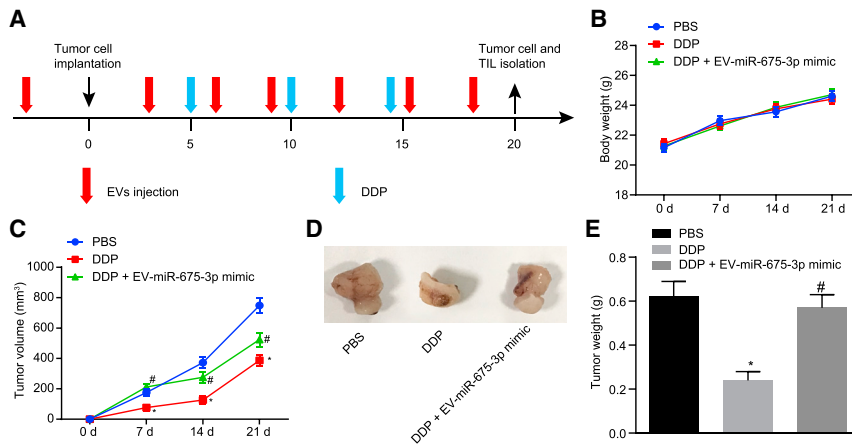 A
Tumor cell
implantation
Tumor cell and
TIL isolation
0
5
10
15
20
EVs injection
DDP
B
PBS
DDP
DDP + EV-miR-675-3p mimic
Body weight (g)
28
26
24
22
20
18
0 d
7 d
14 d
21 d
C
PBS
DDP
DDP + EV-miR-675-3p mimic
Tumor volume (mm³)
1000
800
600
400
200
0
#
*
#
*
#
*
0 d
7 d
14 d
21 d
D
PBS
DDP
DDP + EV-miR-675-3p mimic
E
PBS
DDP
DDP + EV-miR-675-3p mimic
Tumor weight (g)
0.8
0.6
0.4
0.2
0.0
*
#